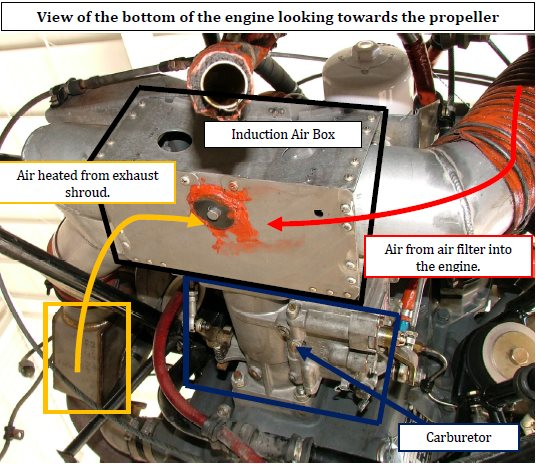 View of the bottom of the engine looking towards the propeller
Induction Air Box
Air heated from exhaust
shroud.
Air from air filter into
the engine.
Carburetor